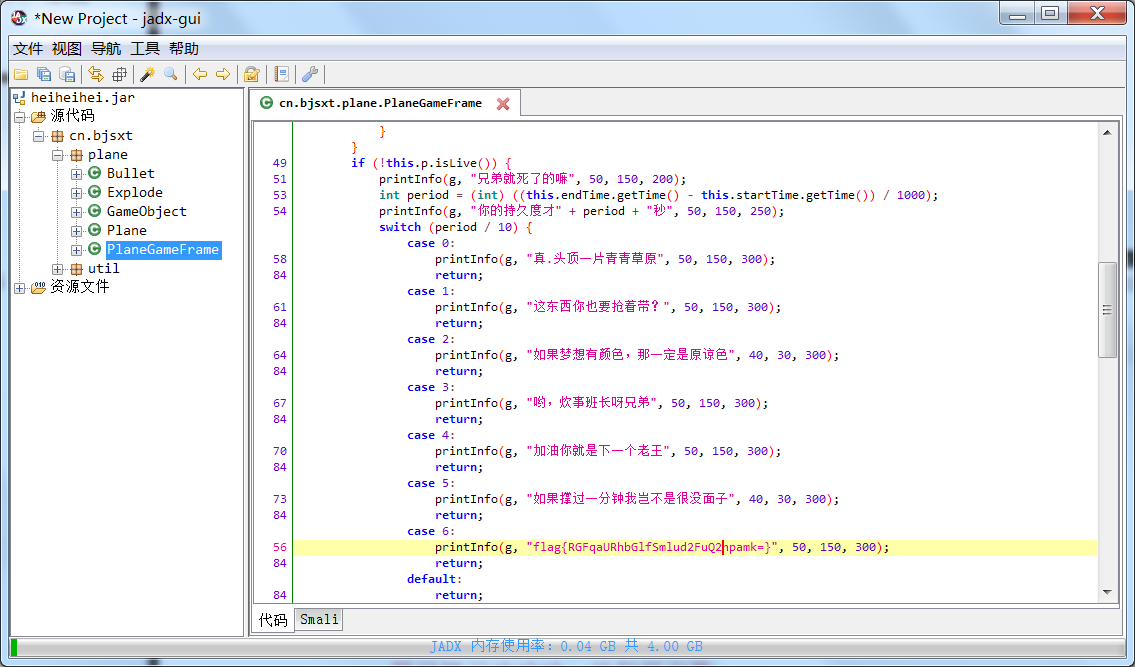 *New Project - jadx-gui
文件 视图 导航 工具 帮助
heiheihei.jar
源代码
cn.bjsxt
plane
Bullet
Explode
GameObject
Plane
PlaneGameFrame
util
资源文件
cn.bjsxt.plane.PlaneGameFrame
}
}
49 if (!this.p.isLive()) {
51 printInfo(g, "兄弟就死了的嘛", 50, 150, 200);
53 int period = (int) ((this.endTime.getTime() - this.startTime.getTime()) / 1000);
54 printInfo(g, "你的持久度才" + period + "秒", 50, 150, 250);
switch (period / 10) {
case 0:
58 printInfo(g, "真.头顶一片青青草原", 50, 150, 300);
84 return;
case 1:
61 printInfo(g, "这东西你也要抢着带？", 50, 150, 300);
84 return;
case 2:
64 printInfo(g, "如果梦想有颜色，那一定是原谅色", 40, 30, 300);
84 return;
case 3:
67 printInfo(g, "哟，炊事班长呀兄弟", 50, 150, 300);
84 return;
case 4:
70 printInfo(g, "加油你就是下一个老王", 50, 150, 300);
84 return;
case 5:
73 printInfo(g, "如果撑过一分钟我岂不是很没面子", 40, 30, 300);
84 return;
case 6:
56 printInfo(g, "flag{RGFqaURhbGlfSmlud2FuQ2hpamk=}", 50, 150, 300);
84 return;
default:
84 return;
代码 Smali
JADX 内存使用率：0.04 GB 共 4.00 GB